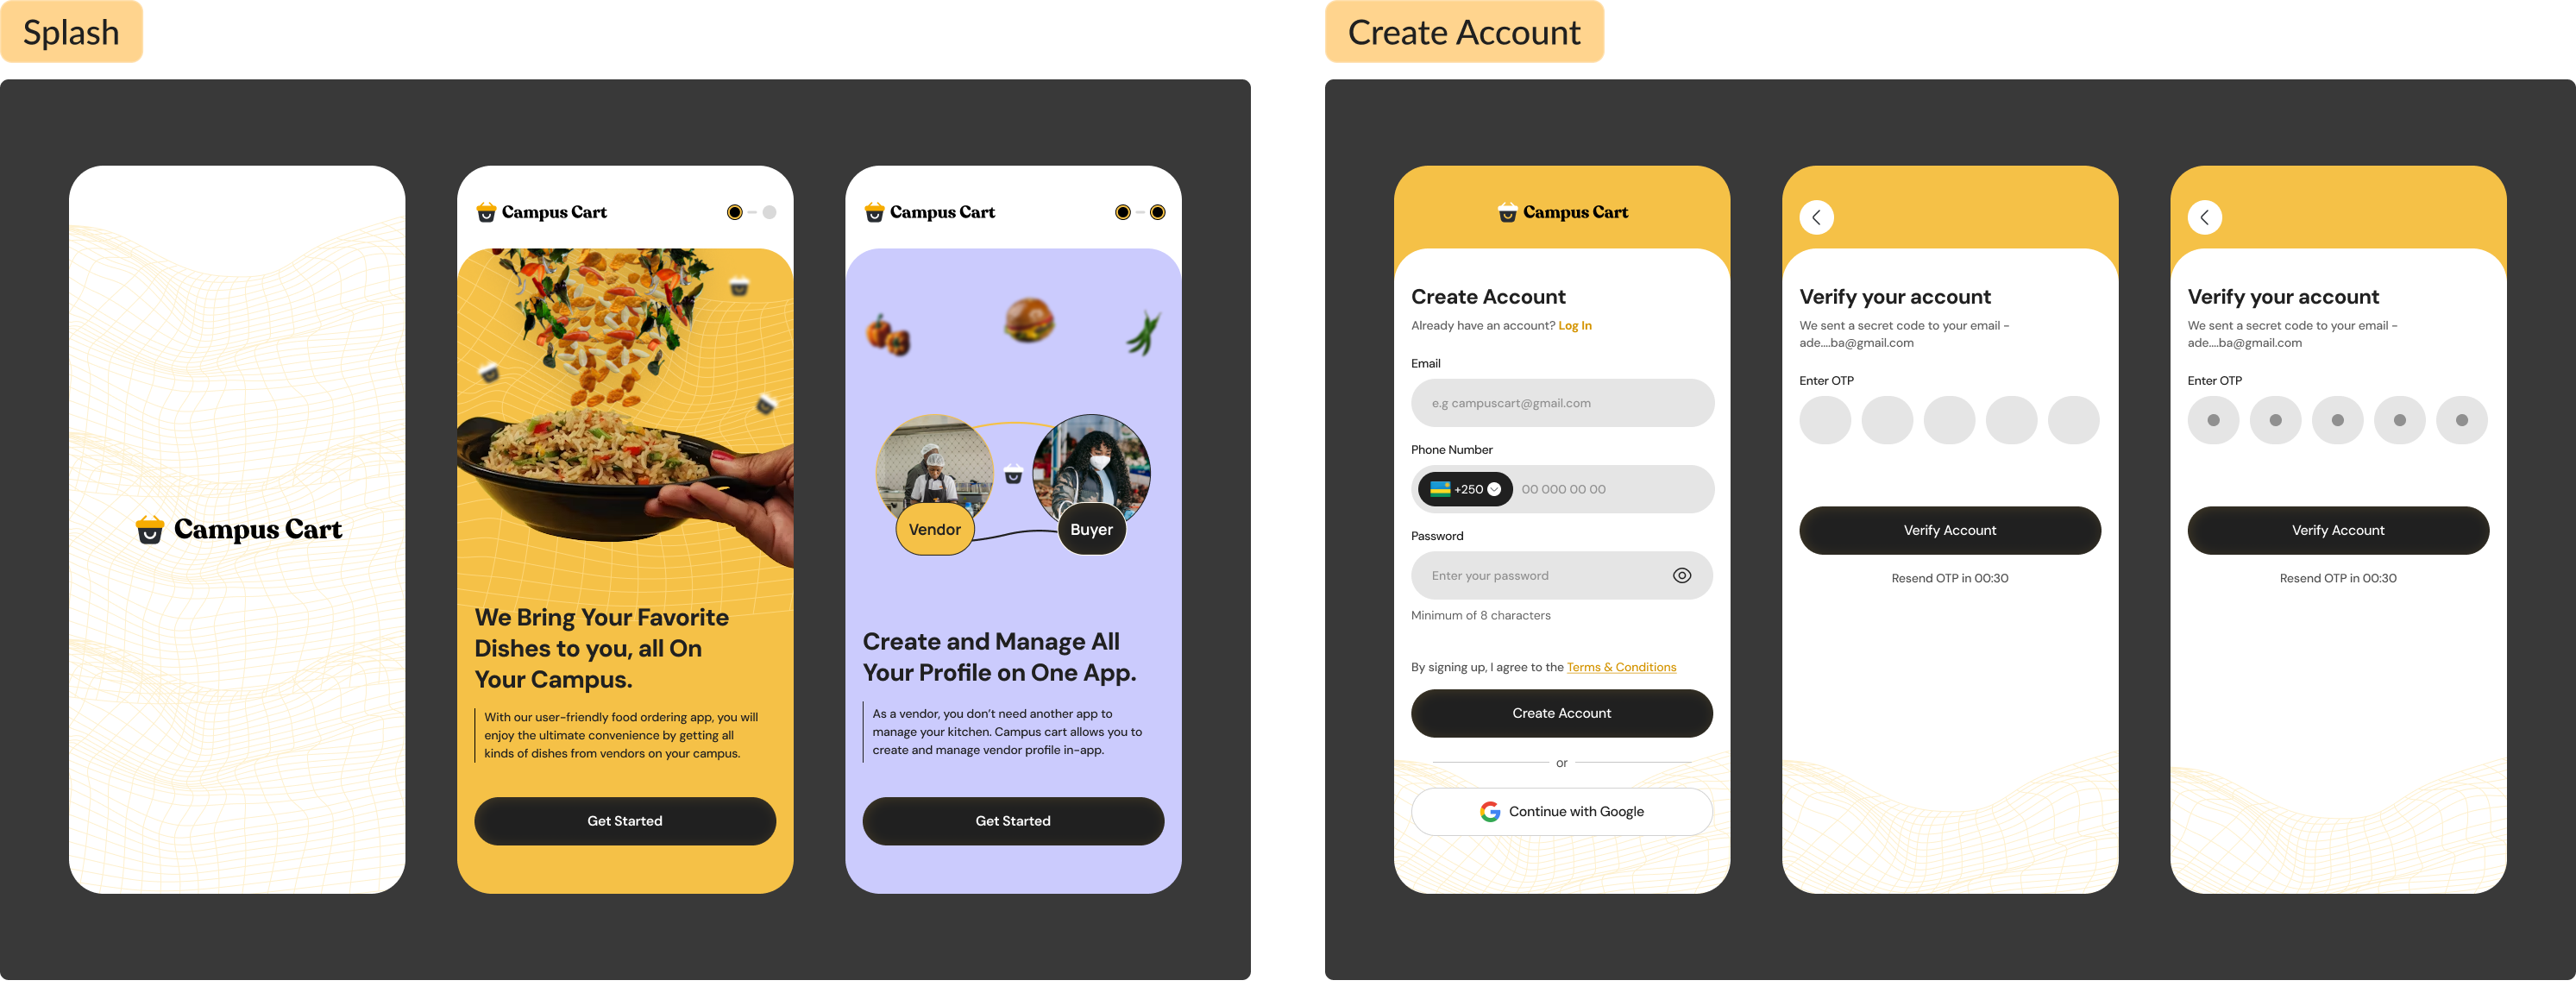 Splash
Campus Cart
Campus Cart
We Bring Your Favorite
Dishes to you, all On
Your Campus.
With our user-friendly food ordering app, you will
enjoy the ultimate convenience by getting all
kinds of dishes from vendors on your campus.
Get Started
Campus Cart
Vendor
Buyer
Create and Manage All
Your Profile on One App.
As a vendor, you don’t need another app to
manage your kitchen. Campus cart allows you to
create and manage vendor profile in-app.
Get Started
Create Account
Campus Cart
Create Account
Already have an account? Log In
Email
e.g campuscart@gmail.com
Phone Number
+250 00 000 00 00
Password
Enter your password
Minimum of 8 characters
By signing up, I agree to the Terms & Conditions
Create Account
or
Continue with Google
Verify your account
We sent a secret code to your email -
ade....ba@gmail.com
Enter OTP
Verify Account
Resend OTP in 00:30
Verify your account
We sent a secret code to your email -
ade....ba@gmail.com
Enter OTP
Verify Account
Resend OTP in 00:30